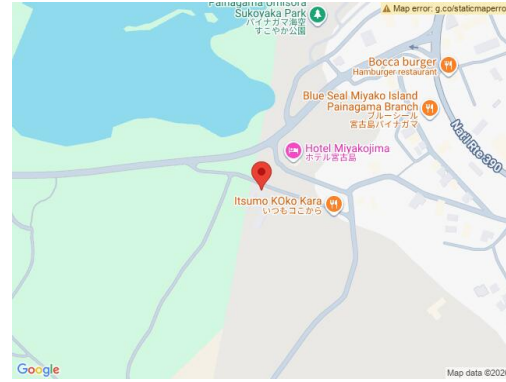 Painagama Umisora
Sukoyaka Park
パイナガマ海空
すこやか公園
Map error: g.co/staticmaperro
Bocca burger
Hamburger restaurant
Blue Seal Miyako Island
Painagama Branch
ブルーシール
宮古島パイナガマ
Nat'l Rte 390
Hotel Miyakojima
ホテル宮古島
Itsumo KOko Kara
いつもコこから
Google
Map data ©2026